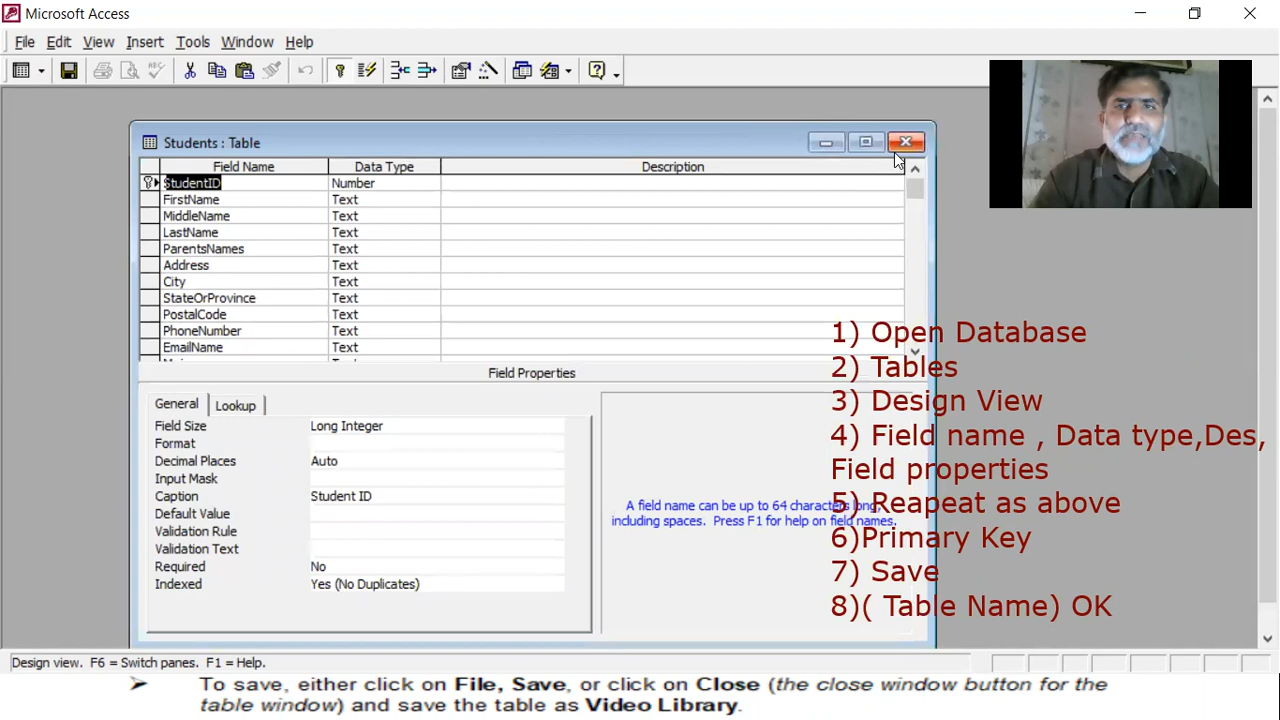 Microsoft Access
File Edit View Insert Tools Window Help
Students : Table
Field Name Data Type Description
StudentID Number
FirstName Text
MiddleName Text
LastName Text
ParentsNames Text
Address Text
City Text
StateOrProvince Text
PostalCode Text
PhoneNumber Text
EmailName Text
Field Properties
General Lookup
Field Size Long Integer
Format
Decimal Places Auto
Input Mask
Caption Student ID
Default Value
Validation Rule
Validation Text
Required No
Indexed Yes (No Duplicates)
A field name can be up to 64 characters long,
including spaces. Press F1 for help on field names.
1) Open Database
2) Tables
3) Design View
4) Field name , Data type,Des,
Field properties
5) Reapeat as above
6)Primary Key
7) Save
8)( Table Name) OK
Design view. F6 = Switch panes. F1 = Help.
➤ To save, either click on File, Save, or click on Close (the close window button for the
table window) and save the table as Video Library.